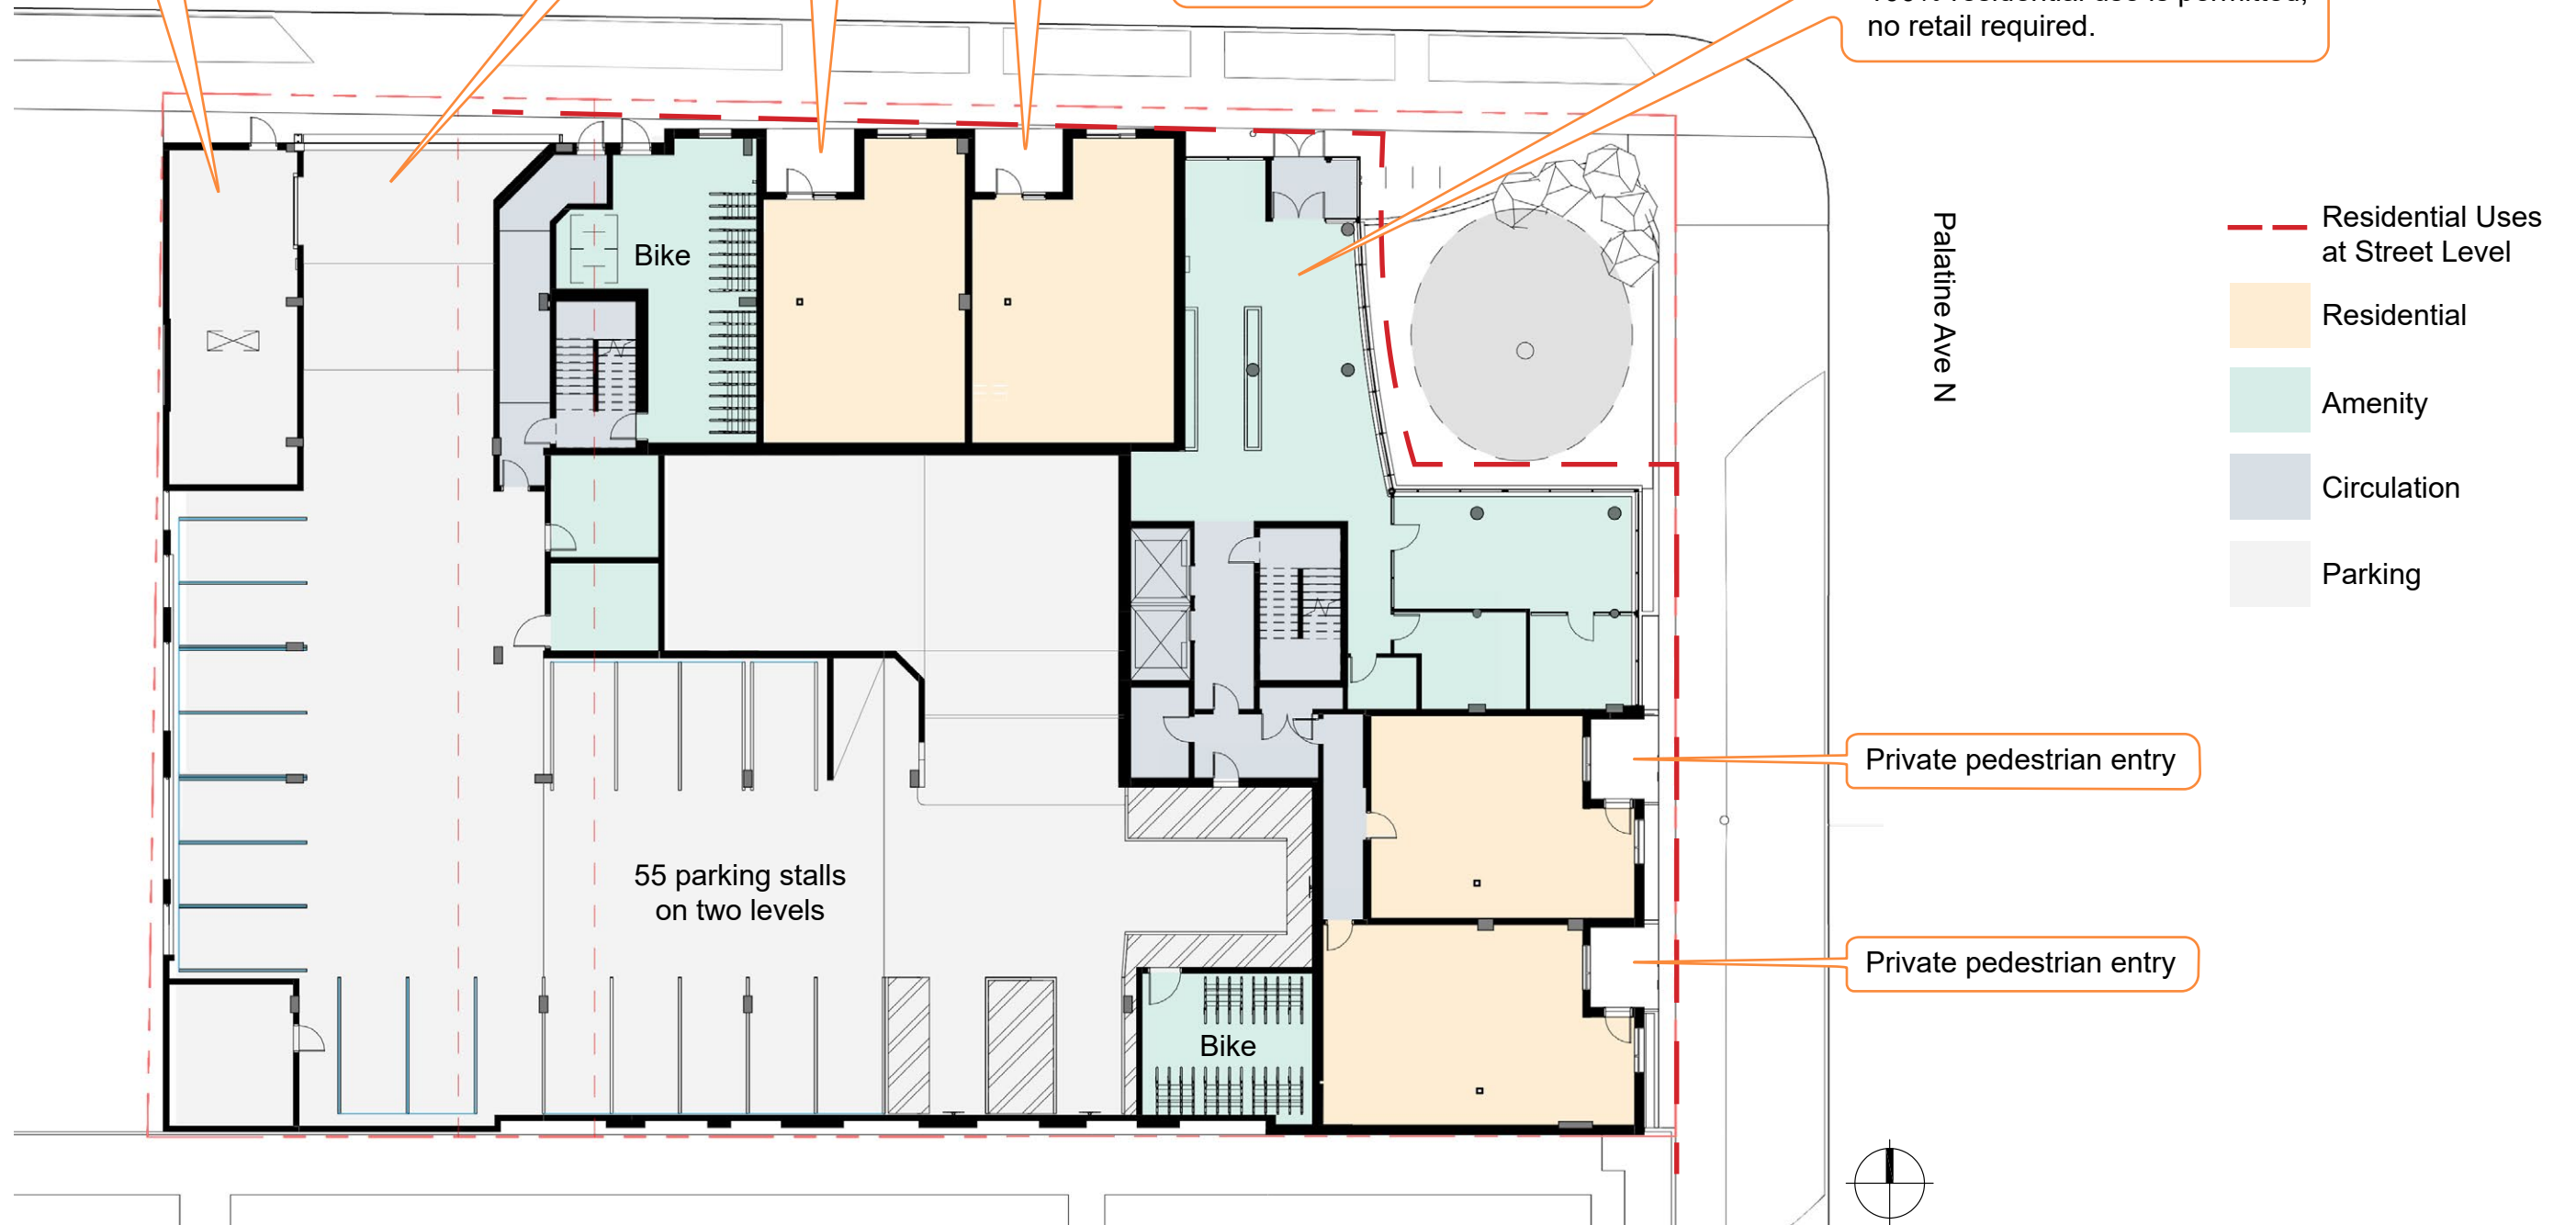 no retail required.
Palatine Ave N
Residential Uses
at Street Level
Residential
Amenity
Circulation
Parking
Bike
Private pedestrian entry
55 parking stalls
on two levels
Private pedestrian entry
Bike